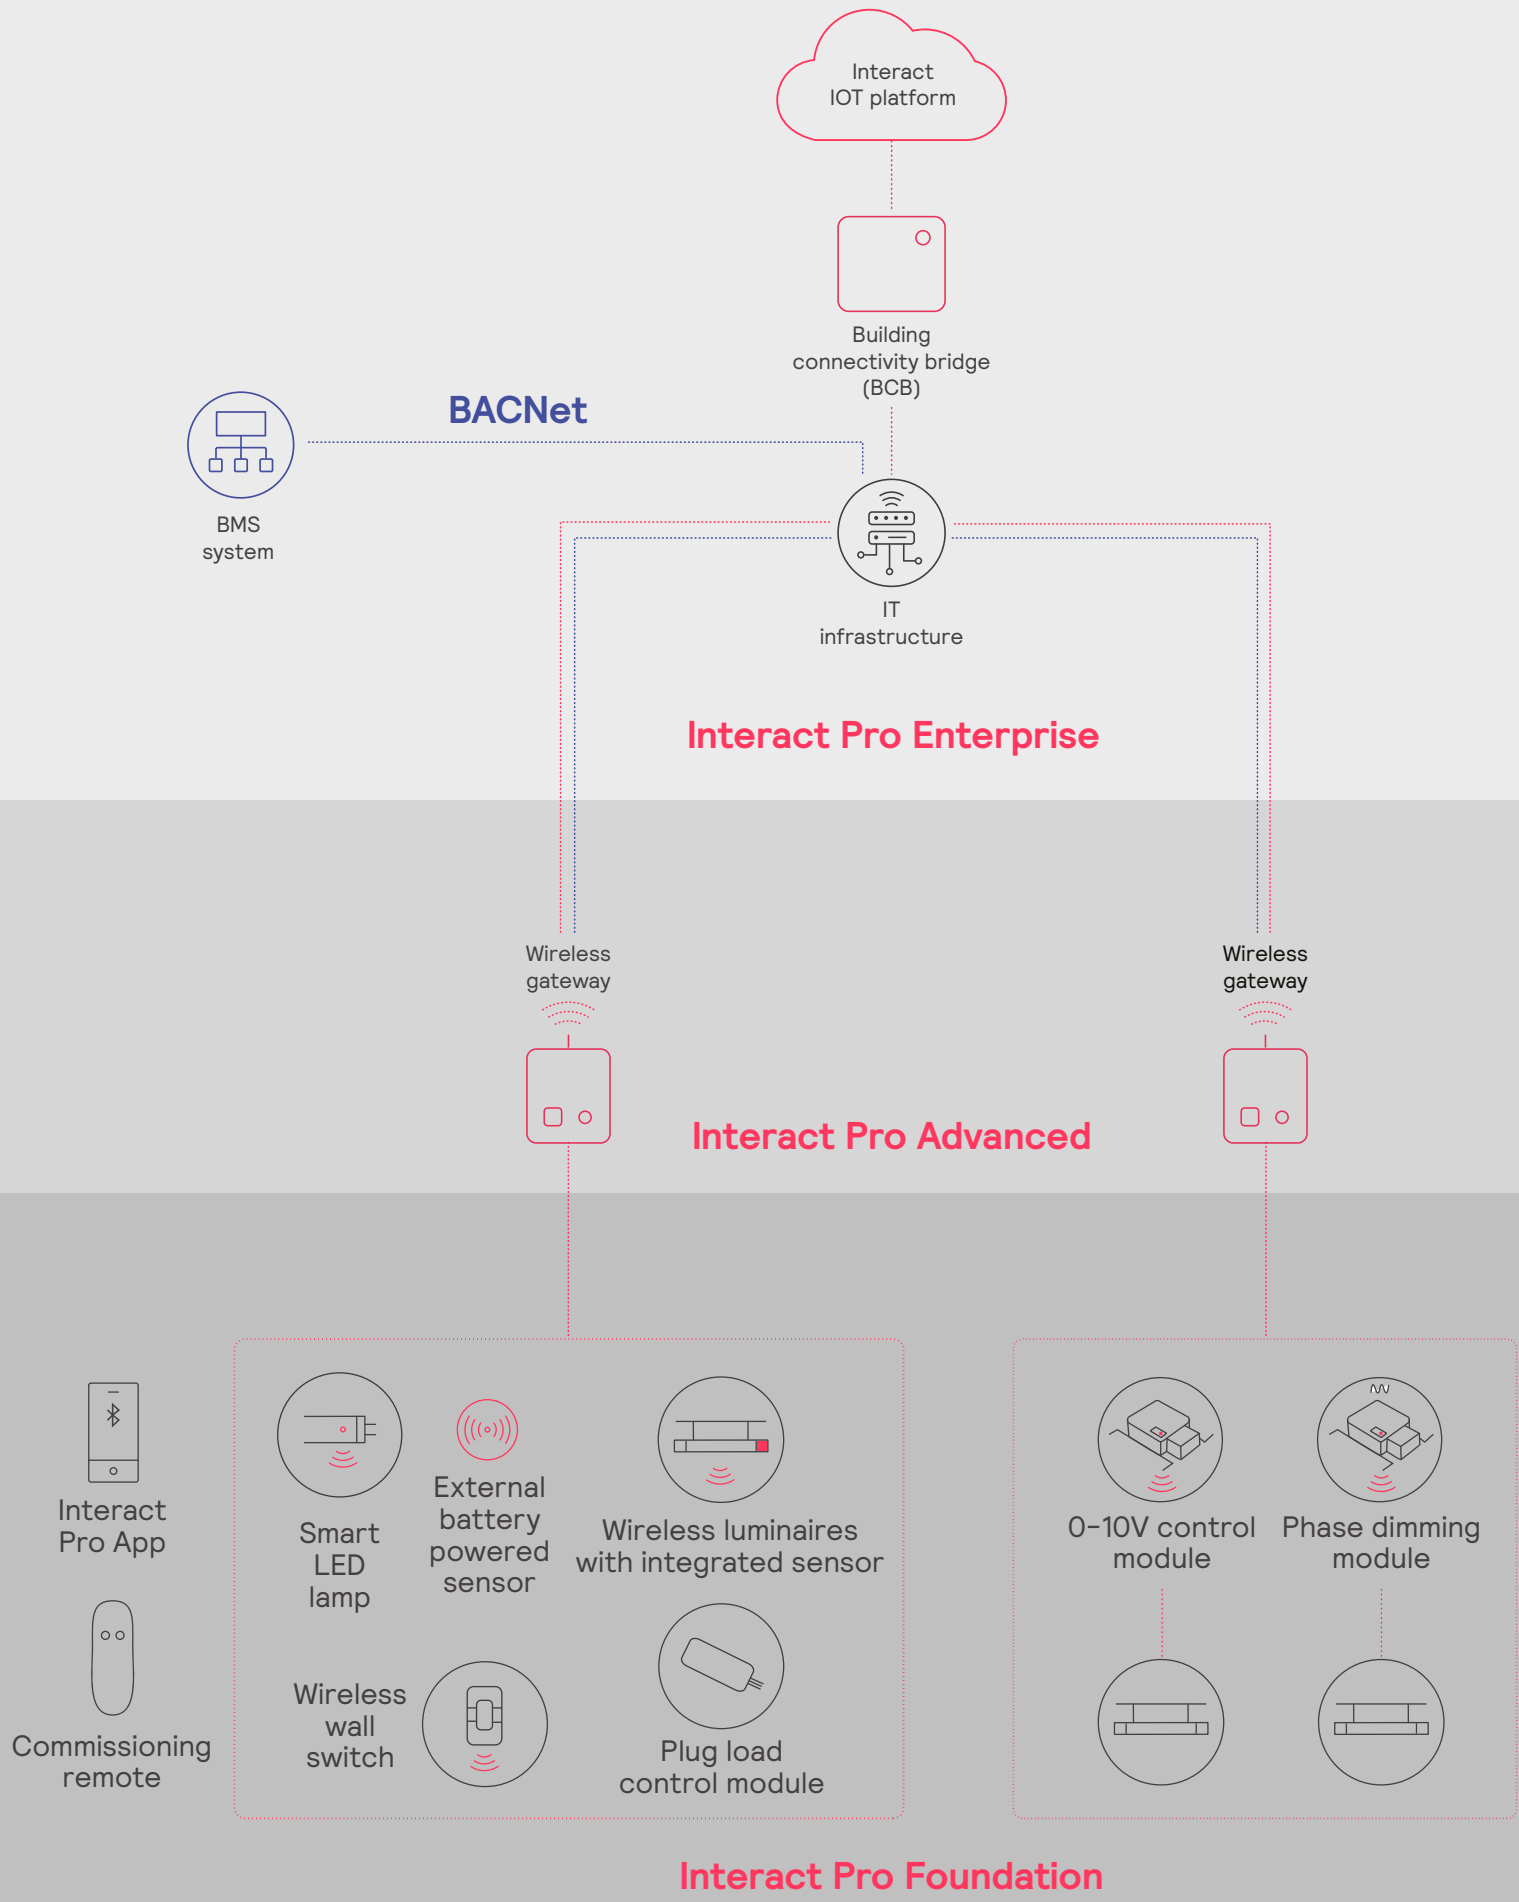 Interact
IOT platform
Building
connectivity bridge
(BCB)
BACNet
BMS
system
IT
infrastructure
Interact Pro Enterprise
Wireless
gateway
Wireless
gateway
Interact Pro Advanced
Interact
Pro App
Commissioning
remote
Smart
LED
lamp
External
battery
powered
sensor
Wireless luminaires
with integrated sensor
Wireless
wall
switch
Plug load
control module
0-10V control
module
Phase dimming
module
Interact Pro Foundation